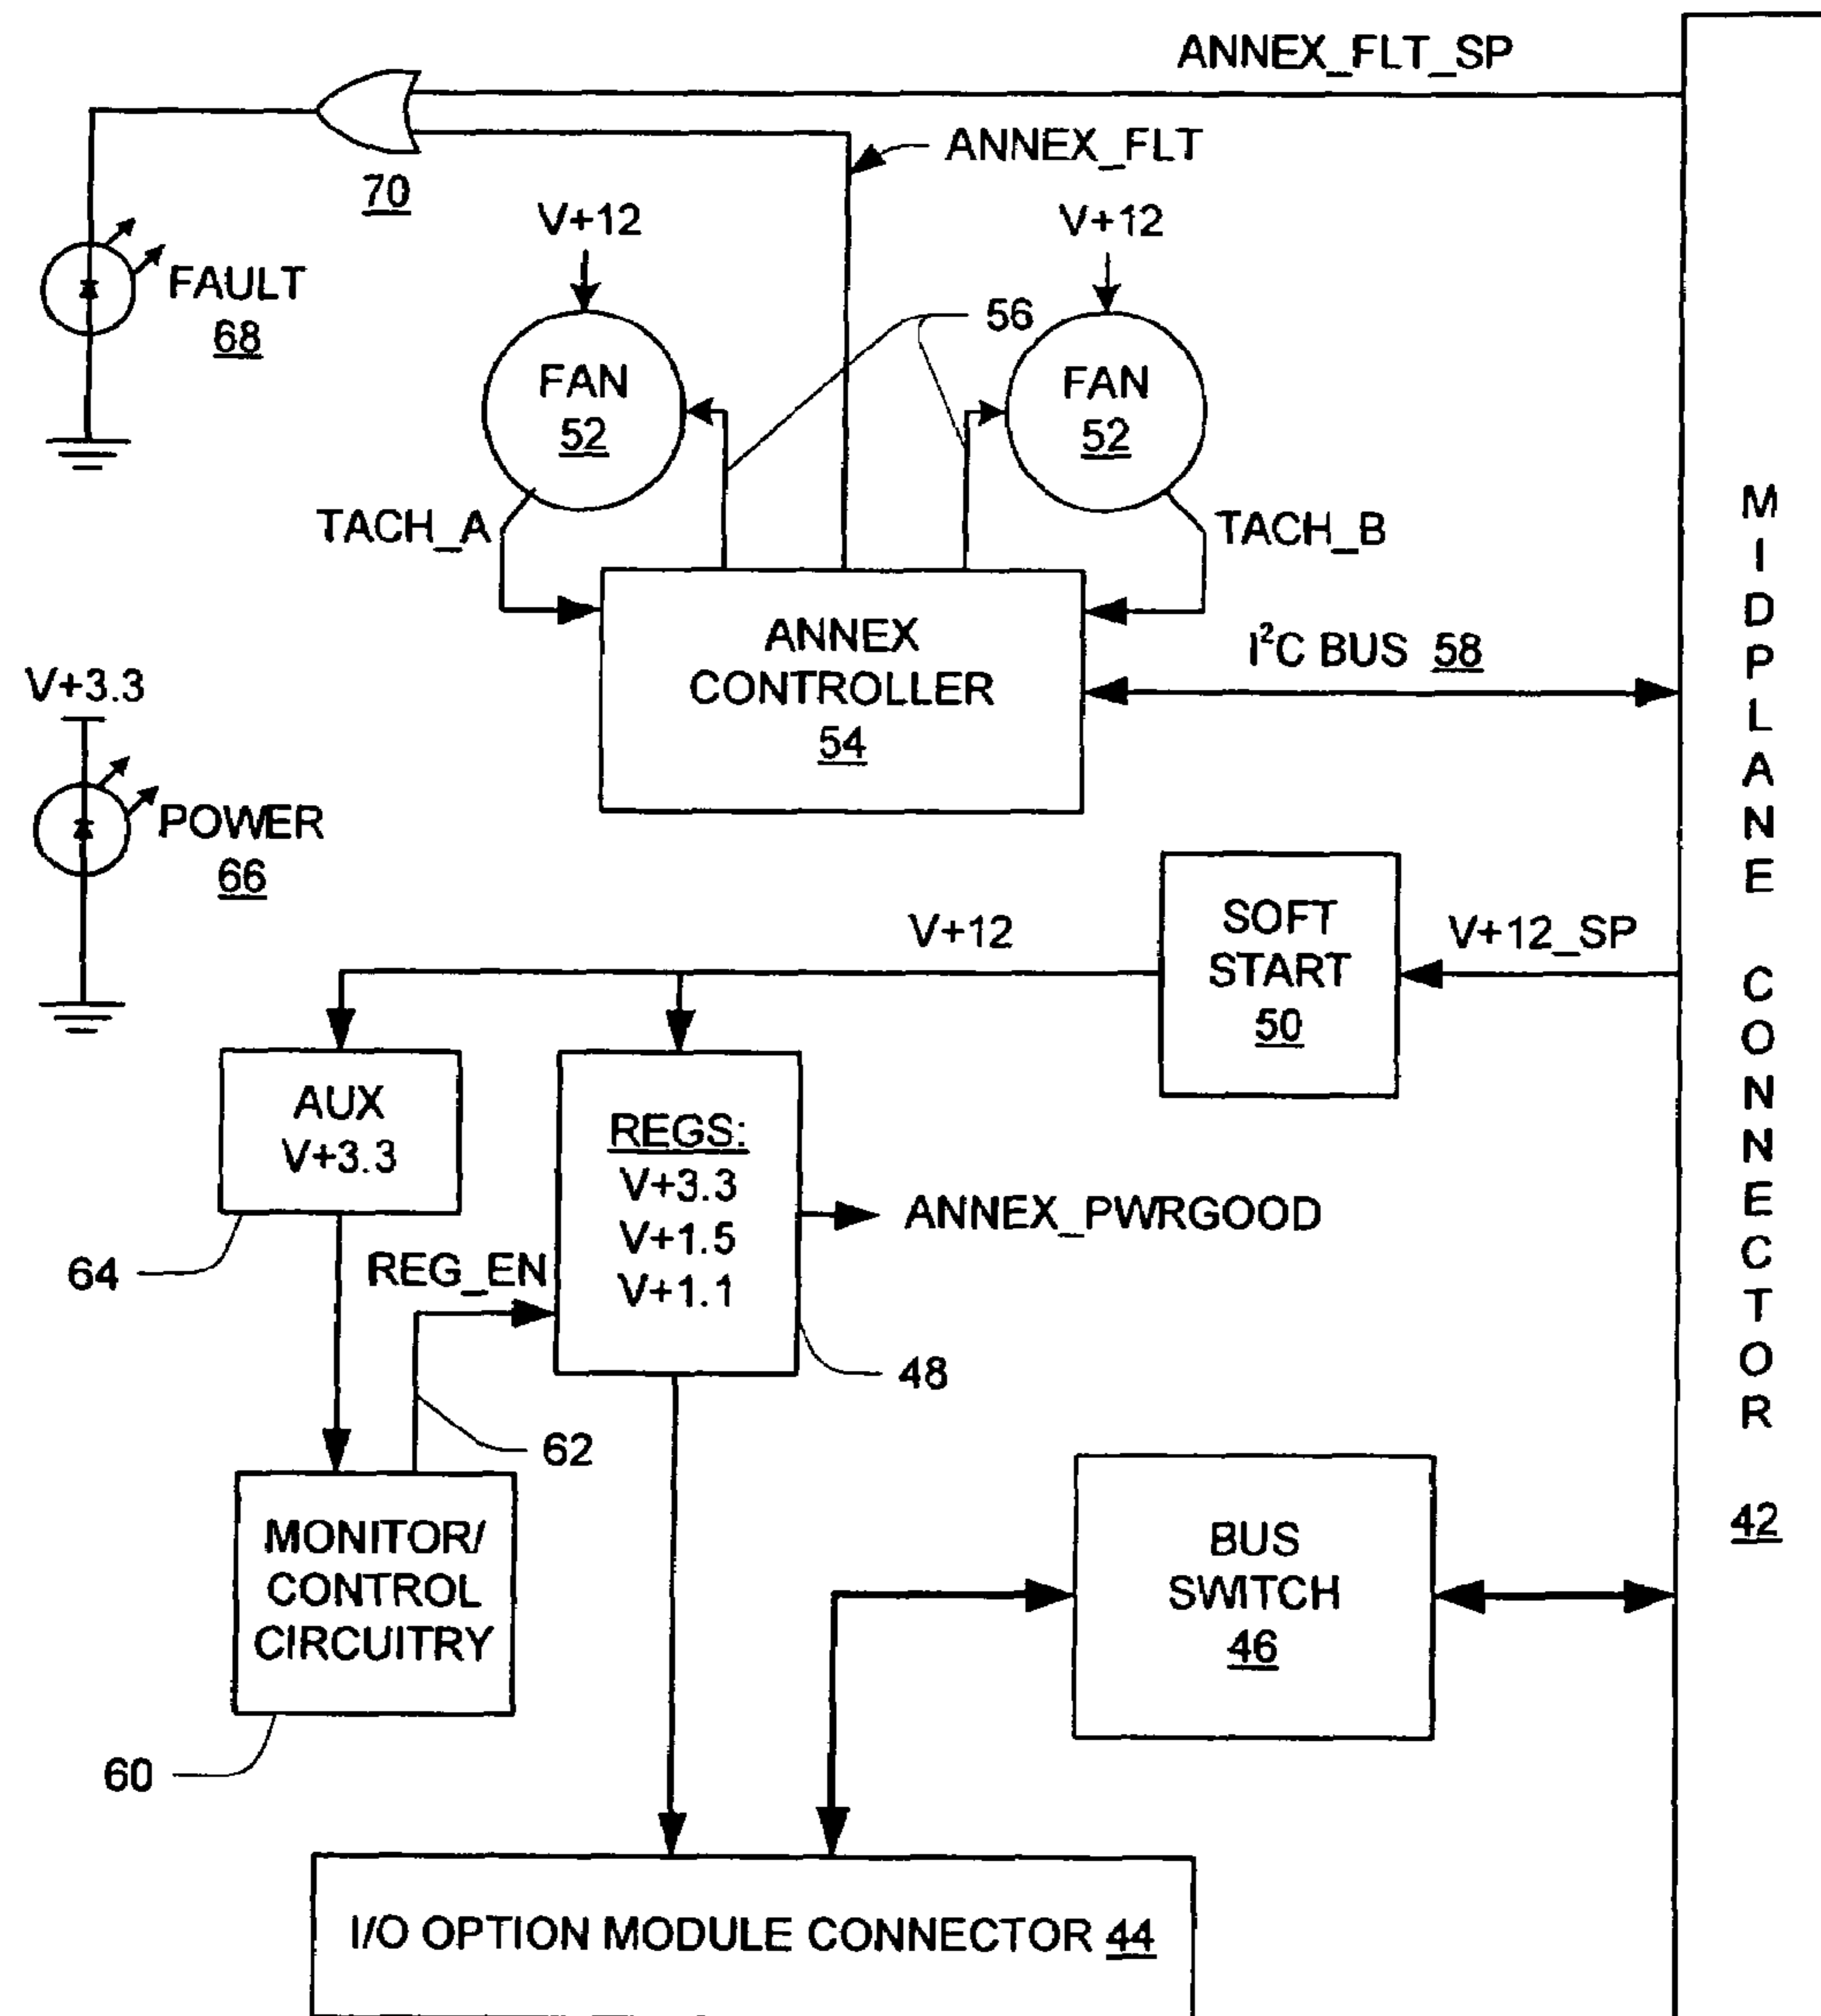 ANNEX_FLT_SP
ANNEX_FLT
70
V+12
V+12
FAULT
68
56
FAN
52
FAN
52
TACH_A
TACH_B
ANNEX
CONTROLLER
54
I²C BUS 58
V+3.3
POWER
66
SOFT
START
50
V+12
V+12_SP
AUX
V+3.3
64
REGS:
V+3.3
V+1.5
V+1.1
ANNEX_PWRGOOD
REG_EN
48
62
MONITOR/
CONTROL
CIRCUITRY
60
BUS
SWITCH
46
I/O OPTION MODULE CONNECTOR 44
MIDPLANE CONNECTOR
42